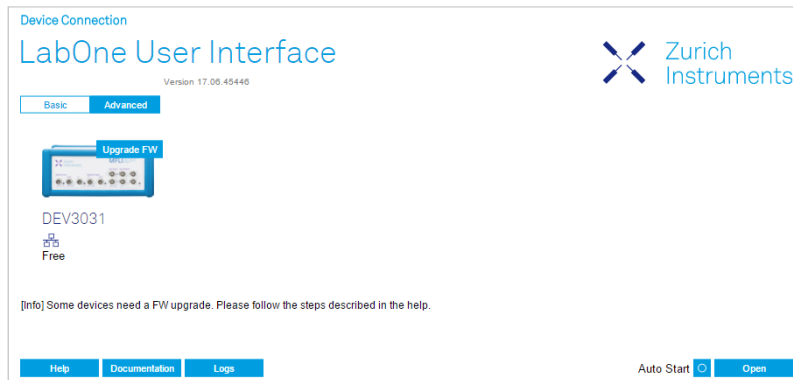 Device Connection
LabOne User Interface
Zurich
Instruments
Version 17.06.45446
Basic
Advanced
Upgrade FW
MFLI
DEV3031
Free
[Info] Some devices need a FW upgrade. Please follow the steps described in the help.
Help
Documentation
Logs
Auto Start
Open